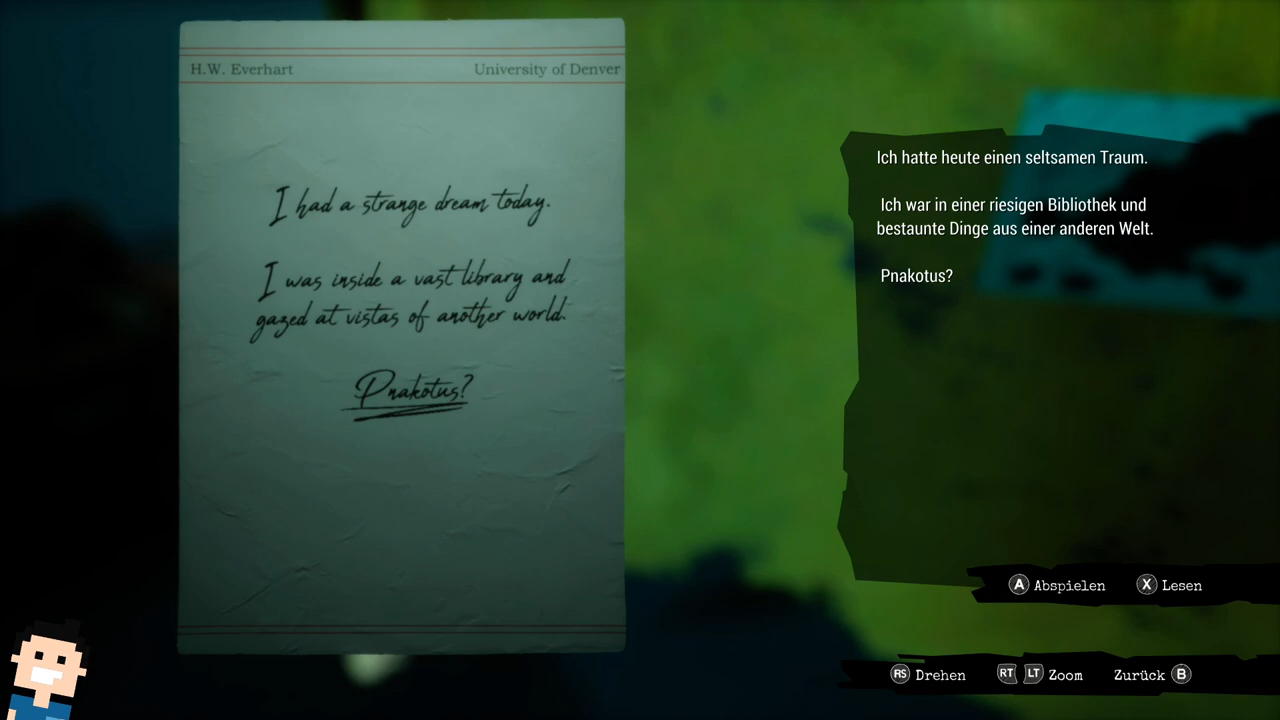 H.W. Everhart University of Denver
I had a strange dream today.
I was inside a vast library and
gazed at vistas of another world.
Pnakotus?
Ich hatte heute einen seltsamen Traum.
Ich war in einer riesigen Bibliothek und
bestaunte Dinge aus einer anderen Welt.
Pnakotus?
A Abspielen X Lesen
RS Drehen RT LT Zoom Zurück B